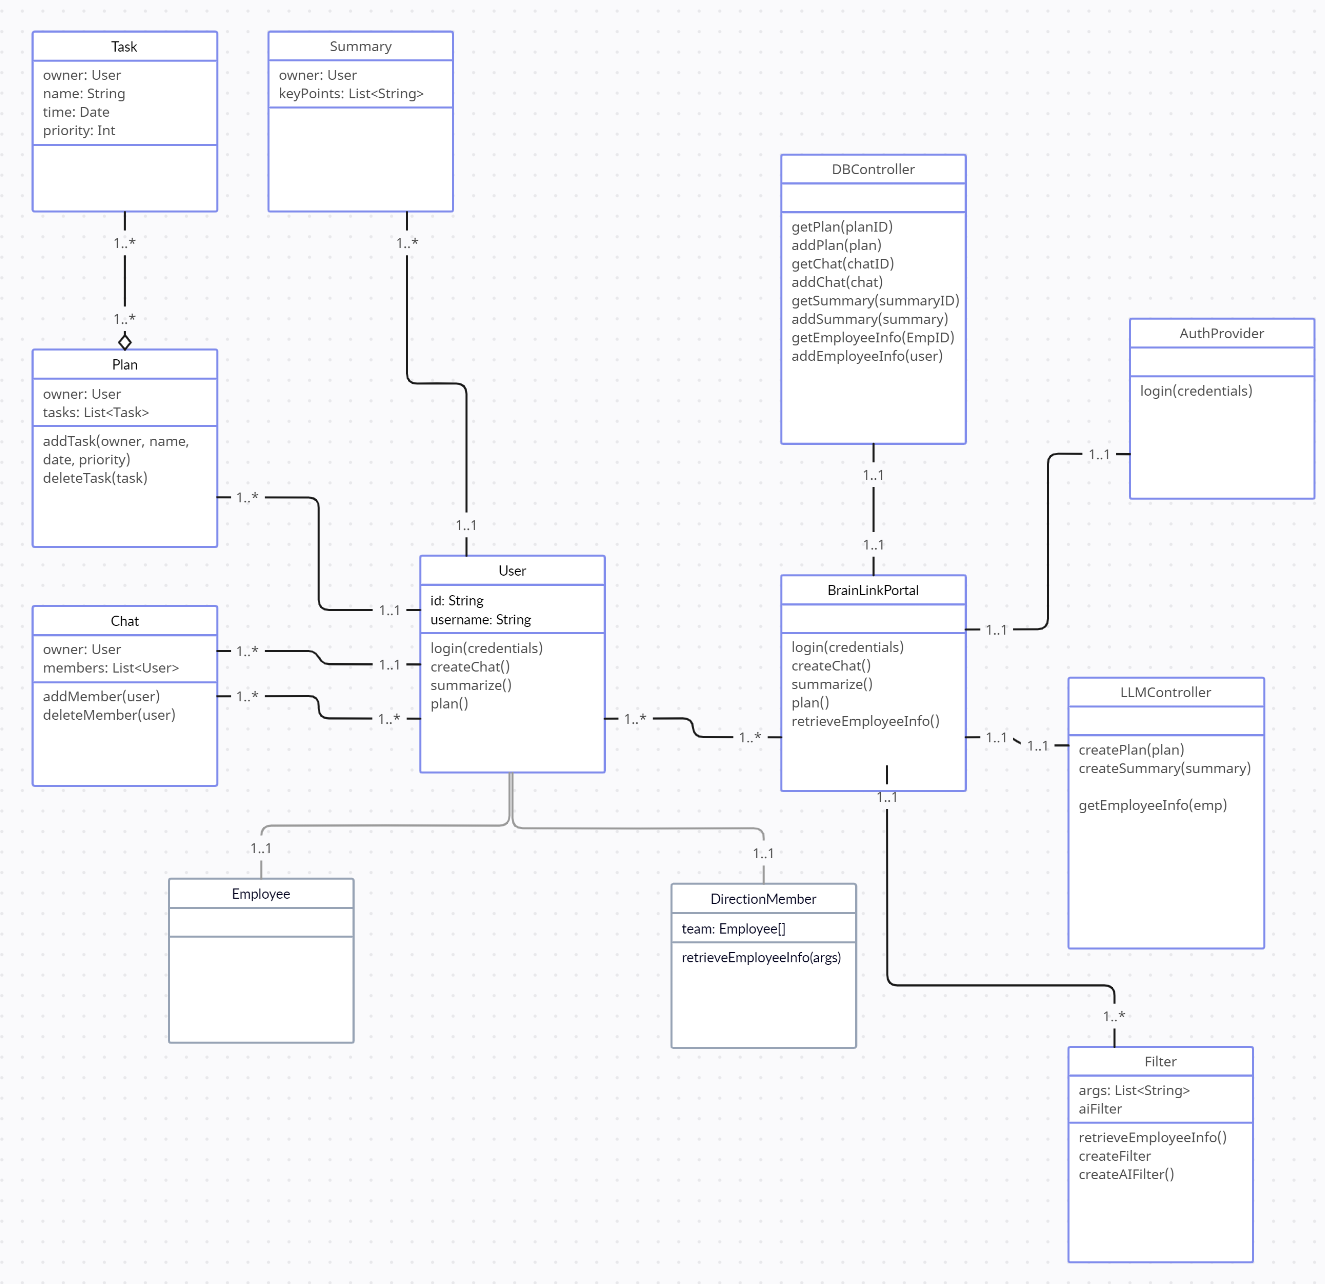 Task
owner: User
name: String
time: Date
priority: Int
Summary
owner: User
keyPoints: List<String>
1..*
1..*
1..*
1..1
Plan
owner: User
tasks: List<Task>
addTask(owner, name,
date, priority)
deleteTask(task)
1..*
1..1
Chat
owner: User
members: List<User>
addMember(user)
deleteMember(user)
1..*
1..1
1..*
1..*
User
id: String
username: String
login(credentials)
createChat()
summarize()
plan()
1..*
1..*
1..1
1..1
Employee
DirectionMember
team: Employee[]
retrieveEmployeeInfo(args)
DBController
getPlan(planID)
addPlan(plan)
getChat(chatID)
addChat(chat)
getSummary(summaryID)
addSummary(summary)
getEmployeeInfo(EmpID)
addEmployeeInfo(user)
1..1
1..1
AuthProvider
login(credentials)
1..1
1..1
BrainLinkPortal
login(credentials)
createChat()
summarize()
plan()
retrieveEmployeeInfo()
1..1
1..1
LLMController
createPlan(plan)
createSummary(summary)
getEmployeeInfo(emp)
1..1
1..*
Filter
args: List<String>
aiFilter
retrieveEmployeeInfo()
createFilter
createAIFilter()